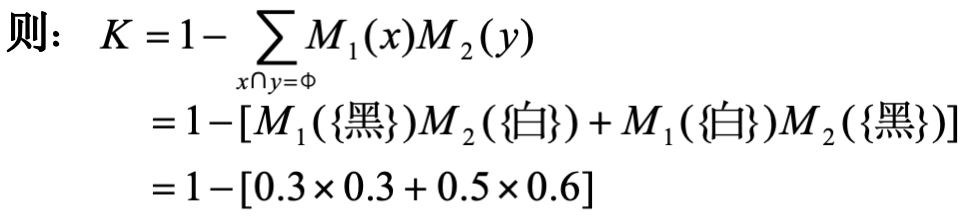 则： K = 1 − ∑ M₁(x)M₂(y)
x∩y=Φ
= 1 − [M₁({黑})M₂({白}) + M₁({白})M₂({黑})]
= 1 − [0.3 × 0.3 + 0.5 × 0.6]